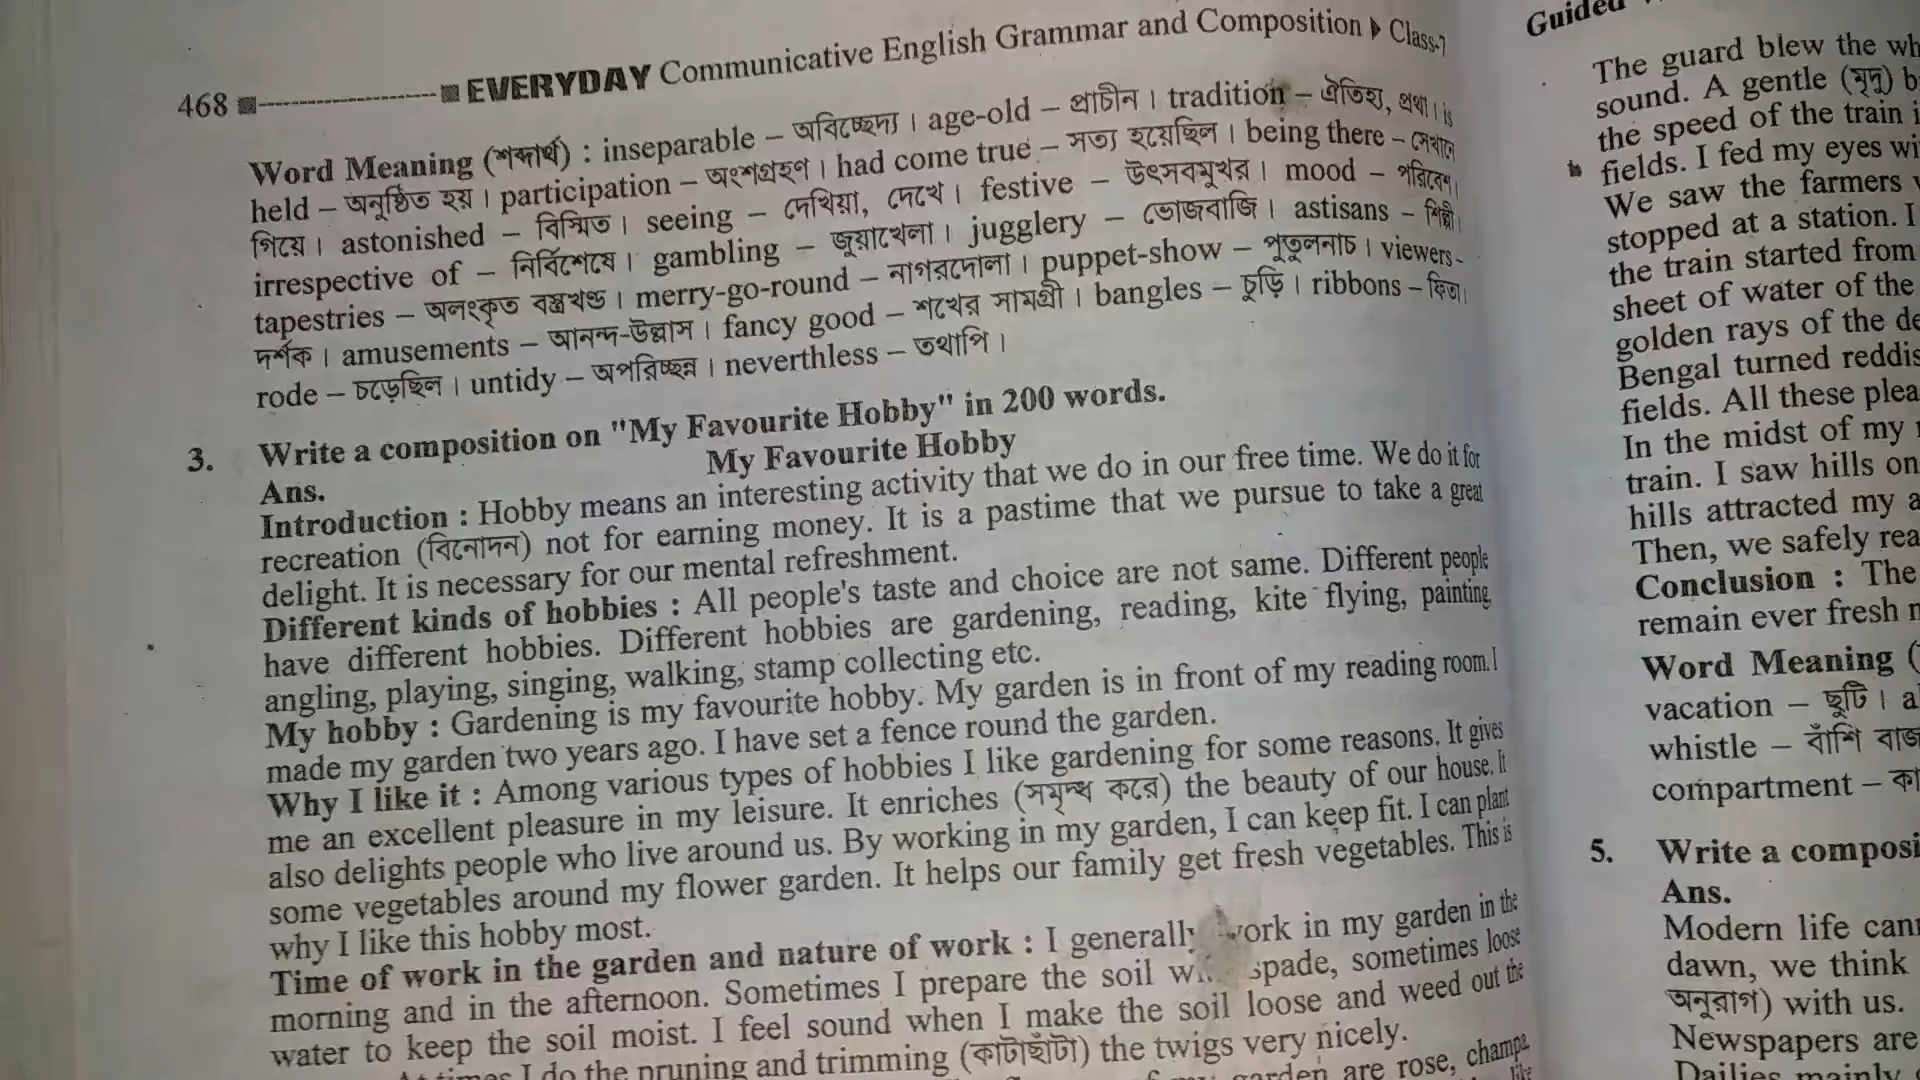 468 EVERYDAY Communicative English Grammar and Composition Class-7
Word Meaning (শব্দার্থ) : inseparable – অবিচ্ছেদ্য । age-old – প্রাচীন । tradition – ঐতিহ্য, প্রথা । is
held – অনুষ্ঠিত হয় । participation – অংশগ্রহণ । had come true – সত্য হয়েছিল । being there – সেখানে
গিয়ে । astonished – বিস্মিত । seeing – দেখিয়া, দেখে । festive – উৎসবমুখর । mood – পরিবেশ ।
irrespective of – নির্বিশেষে । gambling – জুয়াখেলা । jugglery – ভোজবাজি । astisans – শিল্পী ।
tapestries – অলংকৃত বস্ত্রখণ্ড । merry-go-round – নাগরদোলা । puppet-show – পুতুলনাচ । viewers –
দর্শক । amusements – আনন্দ-উল্লাস । fancy good – শখের সামগ্রী । bangles – চুড়ি । ribbons – ফিতা ।
rode – চড়েছিল । untidy – অপরিচ্ছন্ন । neverthless – তথাপি ।
3. Write a composition on "My Favourite Hobby" in 200 words.
Ans. My Favourite Hobby
Introduction : Hobby means an interesting activity that we do in our free time. We do it for
recreation (বিনোদন) not for earning money. It is a pastime that we pursue to take a great
delight. It is necessary for our mental refreshment.
Different kinds of hobbies : All people's taste and choice are not same. Different people
have different hobbies. Different hobbies are gardening, reading, kite flying, painting,
angling, playing, singing, walking, stamp collecting etc.
My hobby : Gardening is my favourite hobby. My garden is in front of my reading room. I
made my garden two years ago. I have set a fence round the garden.
Why I like it : Among various types of hobbies I like gardening for some reasons. It gives
me an excellent pleasure in my leisure. It enriches (সমৃদ্ধ করে) the beauty of our house. It
also delights people who live around us. By working in my garden, I can keep fit. I can plant
some vegetables around my flower garden. It helps our family get fresh vegetables. This is
why I like this hobby most.
Time of work in the garden and nature of work : I generally work in my garden in the
morning and in the afternoon. Sometimes I prepare the soil spade, sometimes loose
water to keep the soil moist. I feel sound when I make the soil loose and weed out the
I do the pruning and trimming (কাটাছাঁটা) the twigs very nicely.
garden are rose, champa
Guided
The guard blew the
sound. A gentle (মৃদু)
the speed of the train
fields. I fed my eyes
We saw the farmers
stopped at a station. I
the train started from
sheet of water of the
golden rays of the
Bengal turned
fields. All these
In the midst of my
train. I saw hills on
hills attracted my
Then, we safely
Conclusion : The
remain ever fresh
Word Meaning (
vacation – ছুটি ।
whistle – বাঁশি
compartment –
5. Write a
Ans.
Modern life
dawn, we think
অনুরাগ) with us.
Newspapers are
Dailies mainly